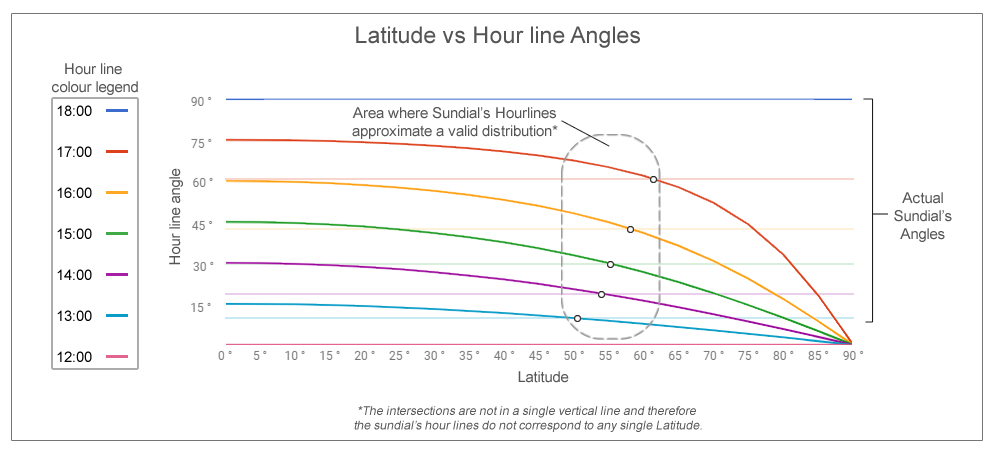 Latitude vs Hour line Angles
Hour line
colour legend
18:00
17:00
16:00
15:00
14:00
13:00
12:00
90°
75°
60°
45°
30°
15°
Hour line angle
Area where Sundial's Hourlines
approximate a valid distribution*
Actual
Sundial's
Angles
0° 5° 10° 15° 20° 25° 30° 35° 40° 45° 50° 55° 60° 65° 70° 75° 80° 85° 90°
Latitude
*The intersections are not in a single vertical line and therefore
the sundial's hour lines do not correspond to any single Latitude.